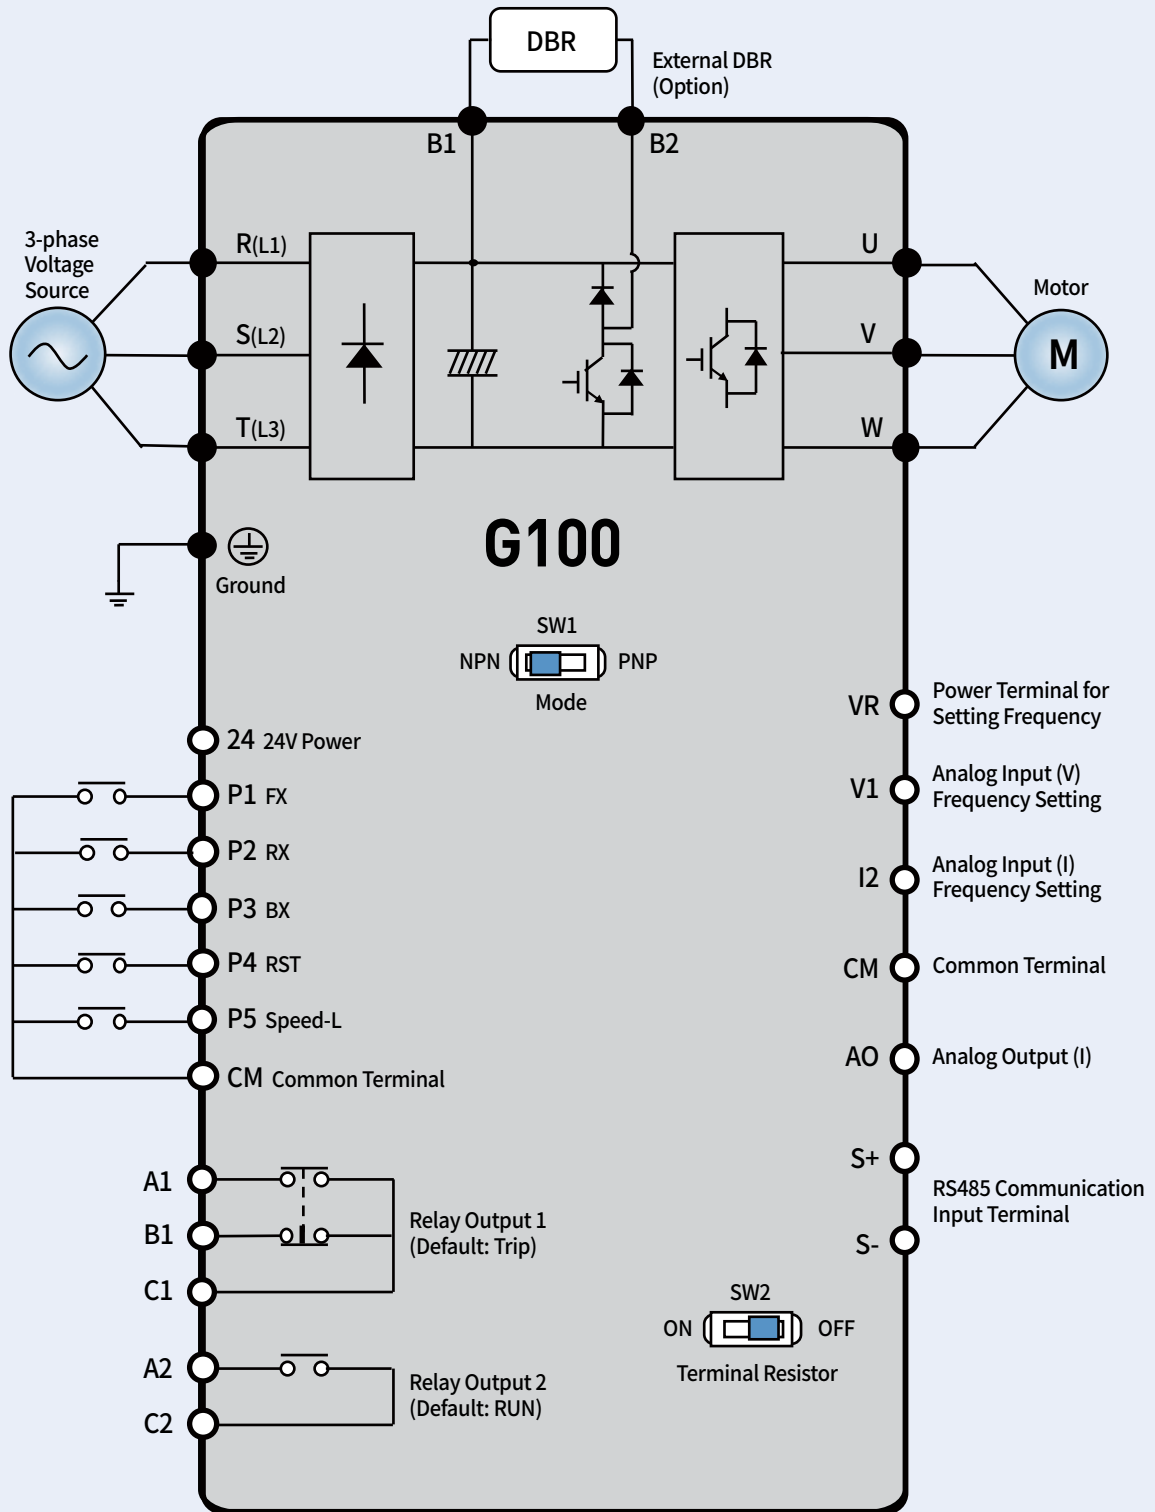 DBR
External DBR
(Option)
B1
B2
3-phase
Voltage
Source
R(L1)
S(L2)
T(L3)
U
V
W
Motor
M
Ground
G100
SW1
NPN
PNP
Mode
24 24V Power
P1 FX
P2 RX
P3 BX
P4 RST
P5 Speed-L
CM Common Terminal
VR
Power Terminal for
Setting Frequency
V1
Analog Input (V)
Frequency Setting
I2
Analog Input (I)
Frequency Setting
CM
Common Terminal
AO
Analog Output (I)
S+
S-
RS485 Communication
Input Terminal
A1
B1
C1
Relay Output 1
(Default: Trip)
A2
C2
Relay Output 2
(Default: RUN)
SW2
ON
OFF
Terminal Resistor